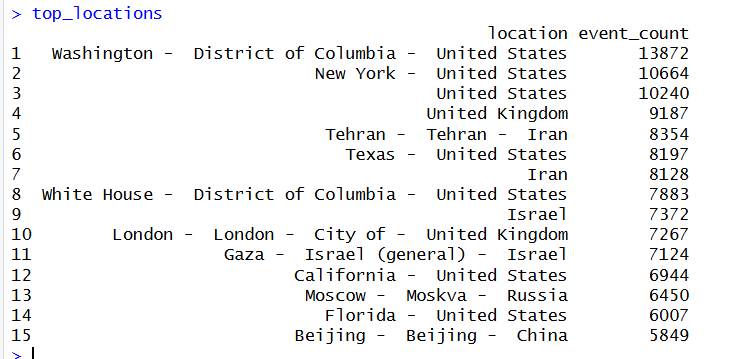 > top_locations
location event_count
1 Washington - District of Columbia - United States 13872
2 New York - United States 10664
3 United States 10240
4 United Kingdom 9187
5 Tehran - Tehran - Iran 8354
6 Texas - United States 8197
7 Iran 8128
8 White House - District of Columbia - United States 7883
9 Israel 7372
10 London - London - City of - United Kingdom 7267
11 Gaza - Israel (general) - Israel 7124
12 California - United States 6944
13 Moscow - Moskva - Russia 6450
14 Florida - United States 6007
15 Beijing - Beijing - China 5849
>